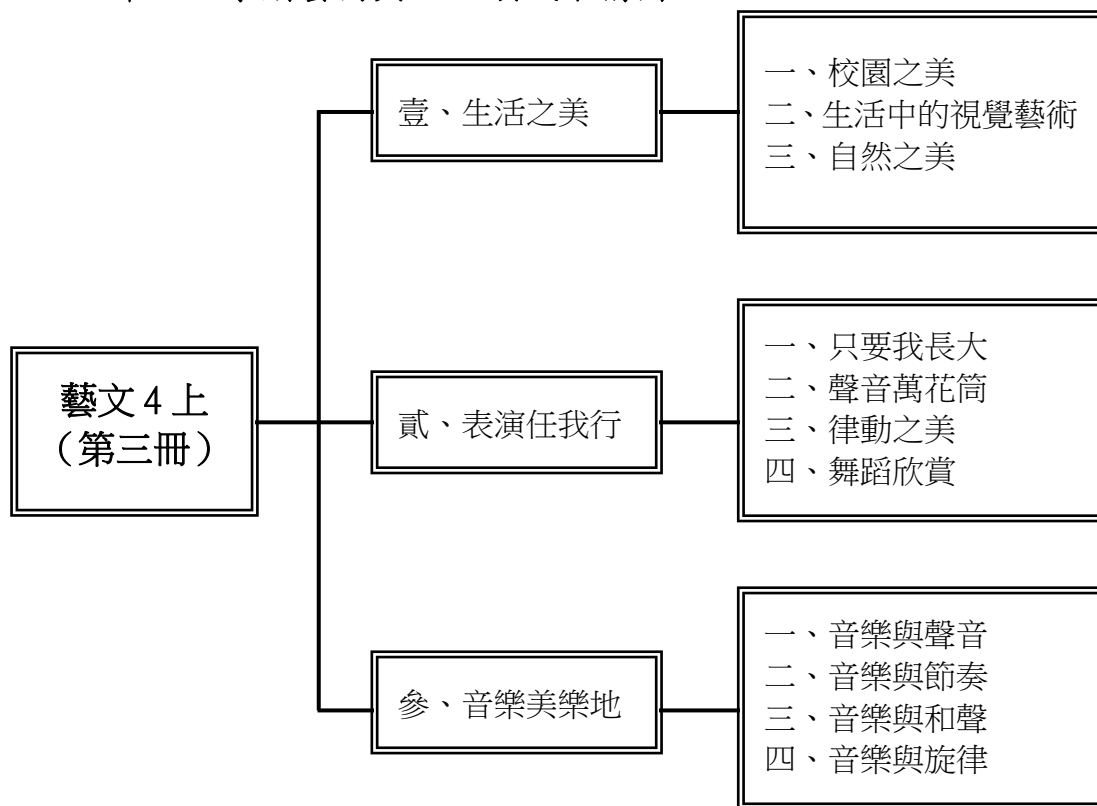 藝文4上
（第三冊）
壹、生活之美
一、校園之美
二、生活中的視覺藝術
三、自然之美
貳、表演任我行
一、只要我長大
二、聲音萬花筒
三、律動之美
四、舞蹈欣賞
參、音樂美樂地
一、音樂與聲音
二、音樂與節奏
三、音樂與和聲
四、音樂與旋律